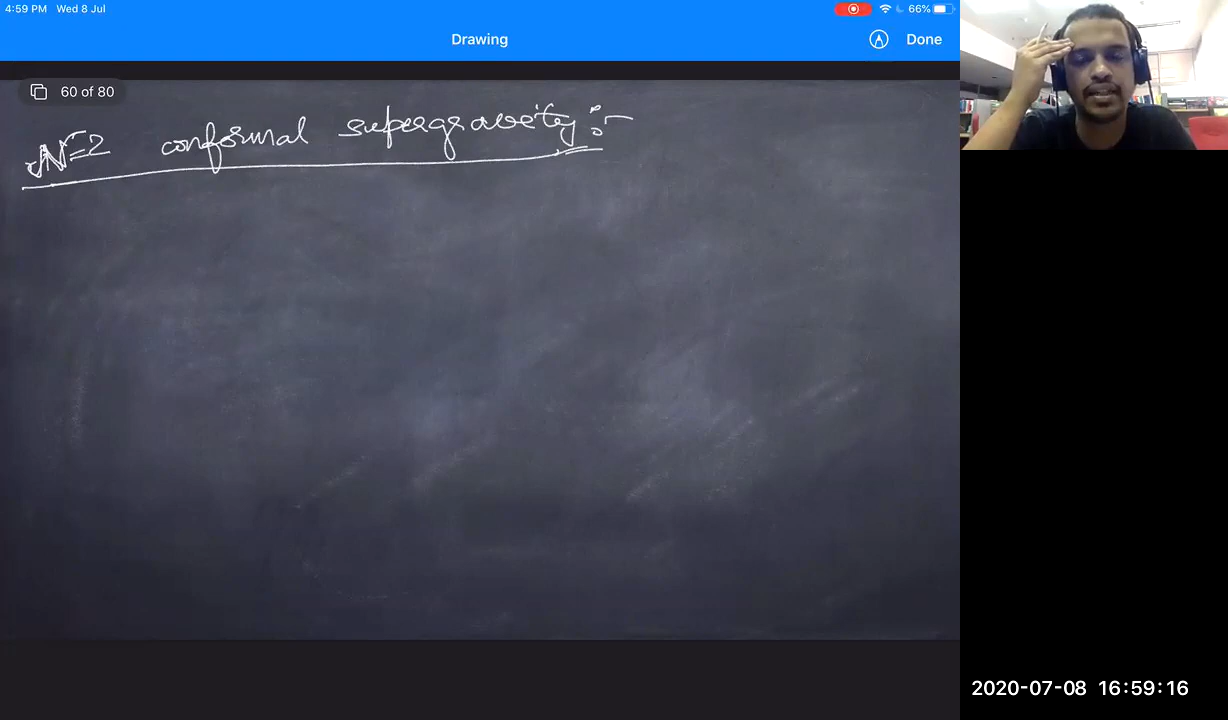 4:59 PM Wed 8 Jul
66%
Drawing
Done
60 of 80
N=2 conformal supergravity :-
2020-07-08 16:59:16